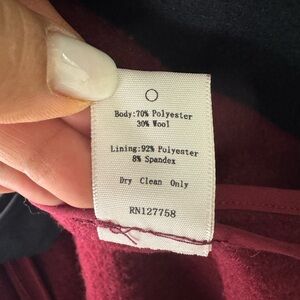 Body:70% Polyester
30% Wool
Lining:92% Polyester
8% Spandex
Dry Clean Only
RN127758